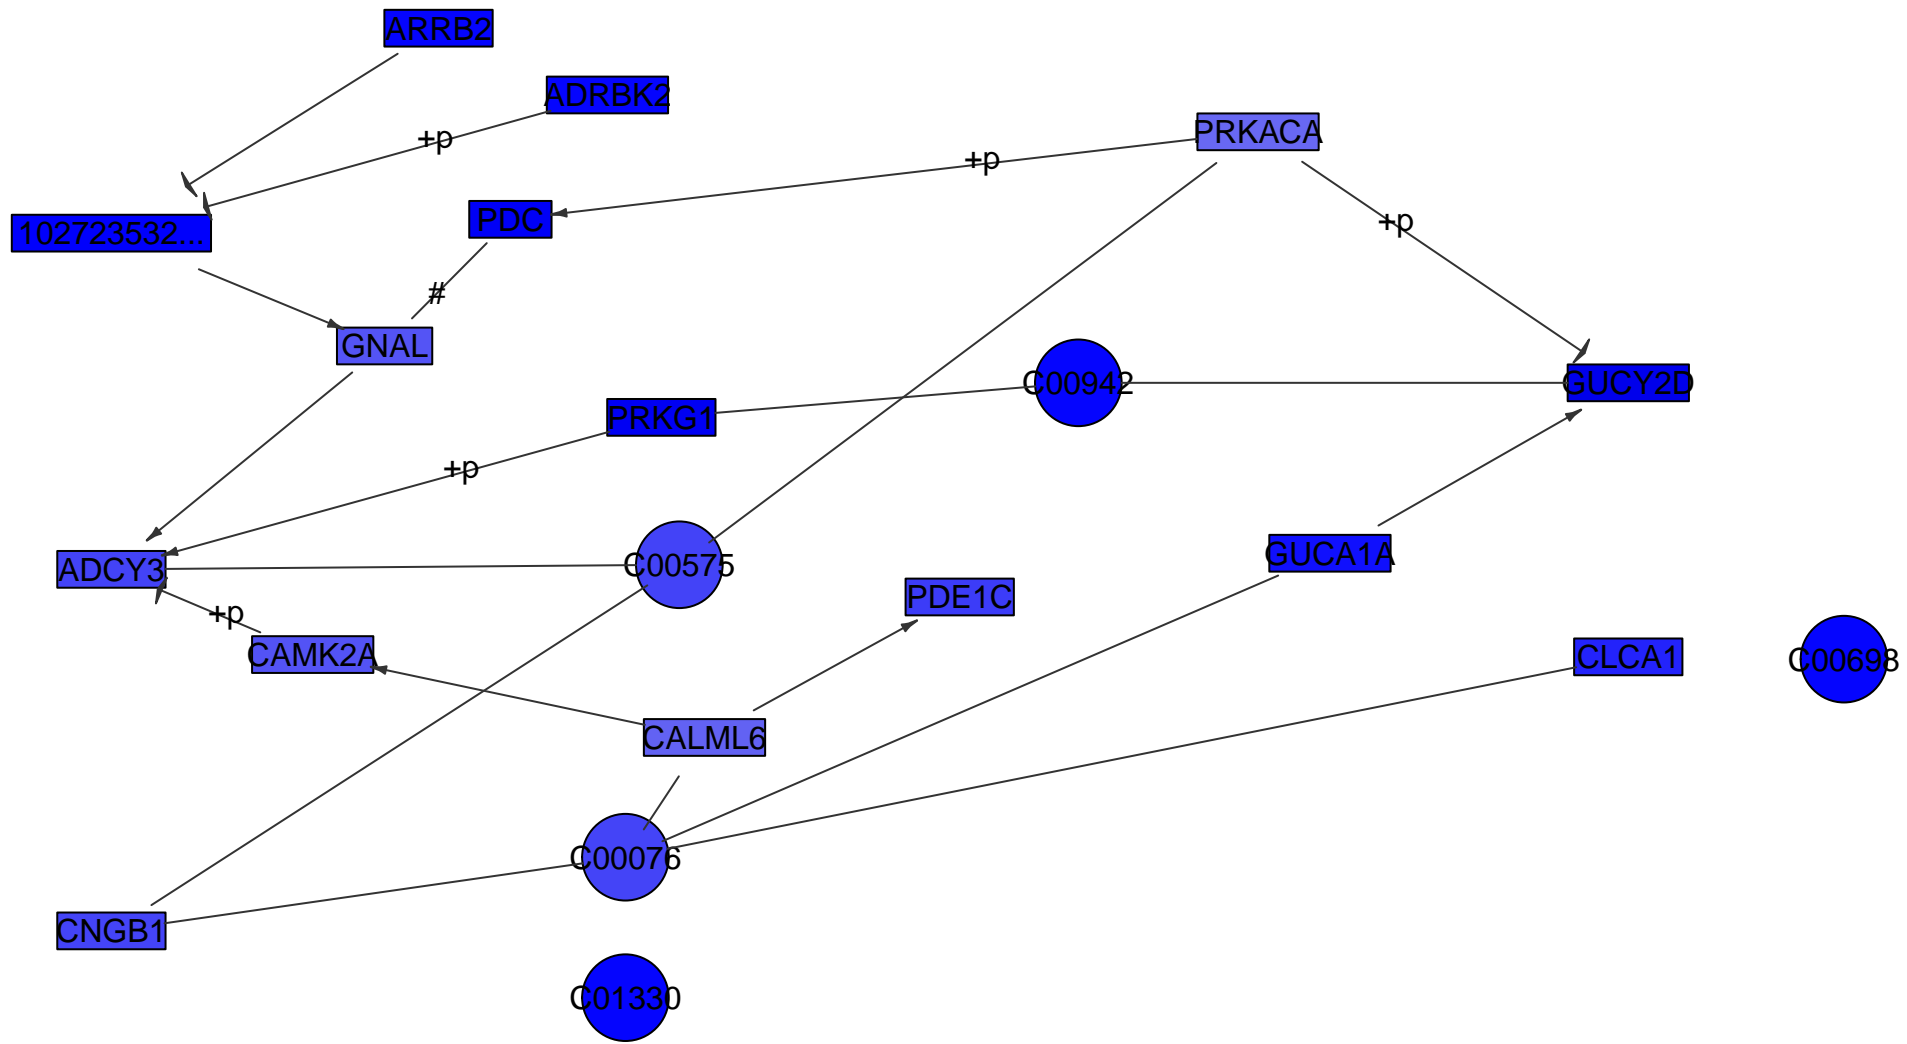 ARRB2
ADRBK2
+p
PRKACA
+p
102723532...
PDC
+p
#
GNAL
C00942
GUCY2D
PRKG1
+p
ADCY3
C00575
GUCA1A
PDE1C
+p
CAMK2A
CLCA1
C00698
CALML6
C00076
CNGB1
C01330